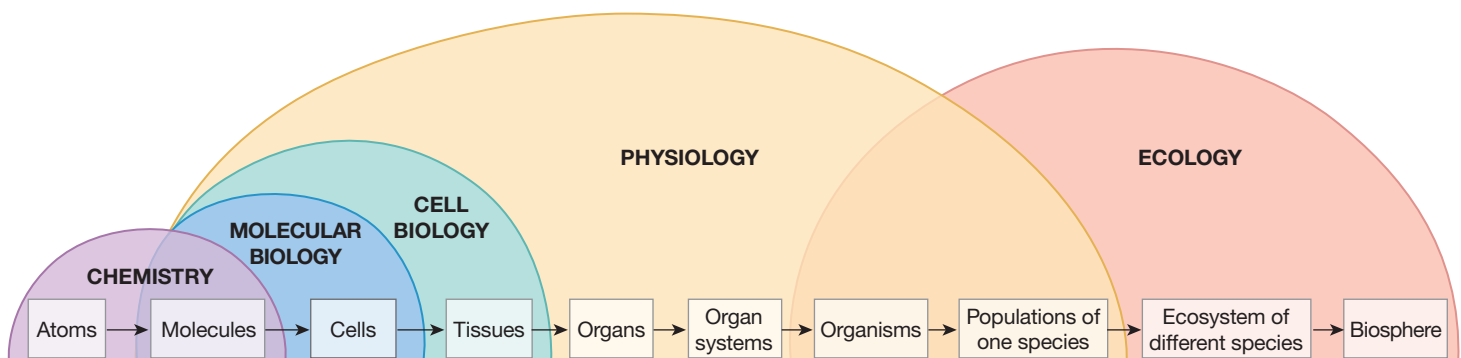 PHYSIOLOGY
ECOLOGY
CELL
BIOLOGY
MOLECULAR
BIOLOGY
CHEMISTRY
Atoms
Molecules
Cells
Tissues
Organs
Organ
systems
Organisms
Populations of
one species
Ecosystem of
different species
Biosphere